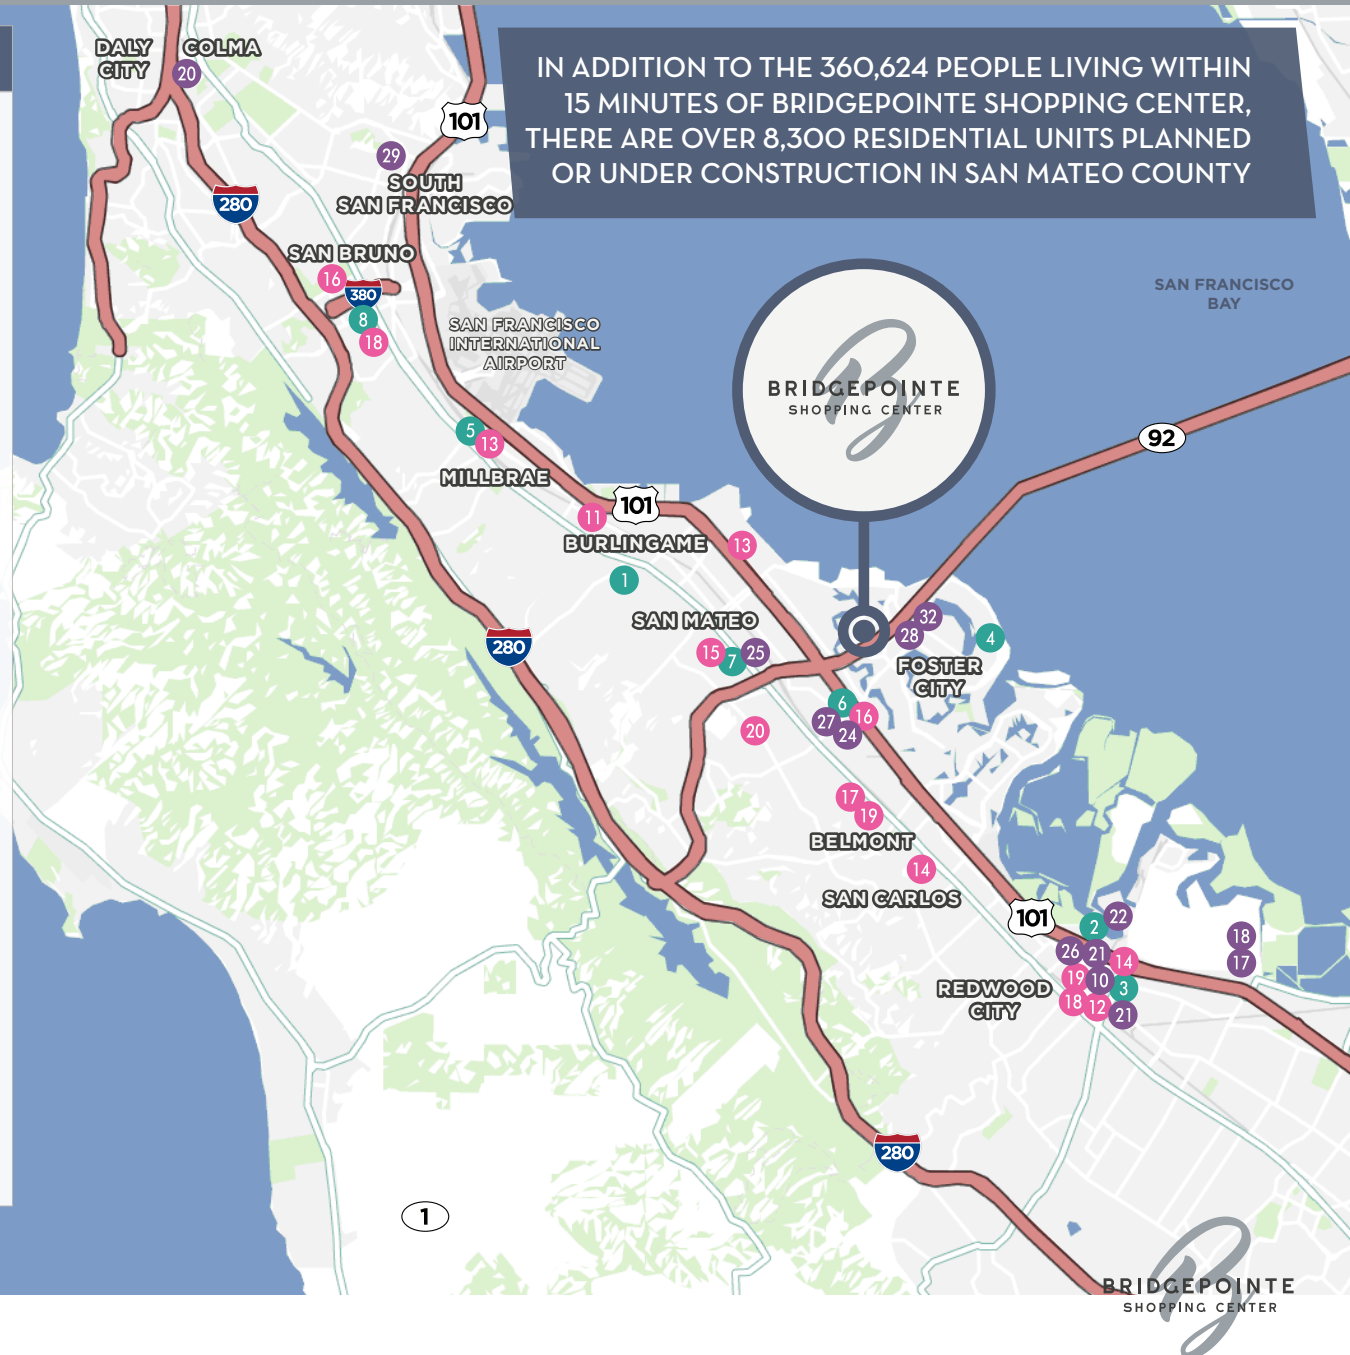 IN ADDITION TO THE 360,624 PEOPLE LIVING WITHIN
15 MINUTES OF BRIDGEPOINTE SHOPPING CENTER,
THERE ARE OVER 8,300 RESIDENTIAL UNITS PLANNED
OR UNDER CONSTRUCTION IN SAN MATEO COUNTY
DALY
CITY
COLMA
20
101
29
SOUTH
SAN FRANCISCO
280
SAN BRUNO
16
380
8
18
SAN FRANCISCO
INTERNATIONAL
AIRPORT
SAN FRANCISCO
BAY
BRIDGEPOINTE
SHOPPING CENTER
92
5
13
MILLBRAE
11
101
BURLINGAME
13
1
SAN MATEO
15
7
25
280
32
28
4
FOSTER
CITY
6
27
16
24
20
17
19
BELMONT
14
SAN CARLOS
101
2
22
26
21
14
18
17
19
10
3
REDWOOD
CITY
18
12
21
280
1
BRIDGEPOINTE
SHOPPING CENTER